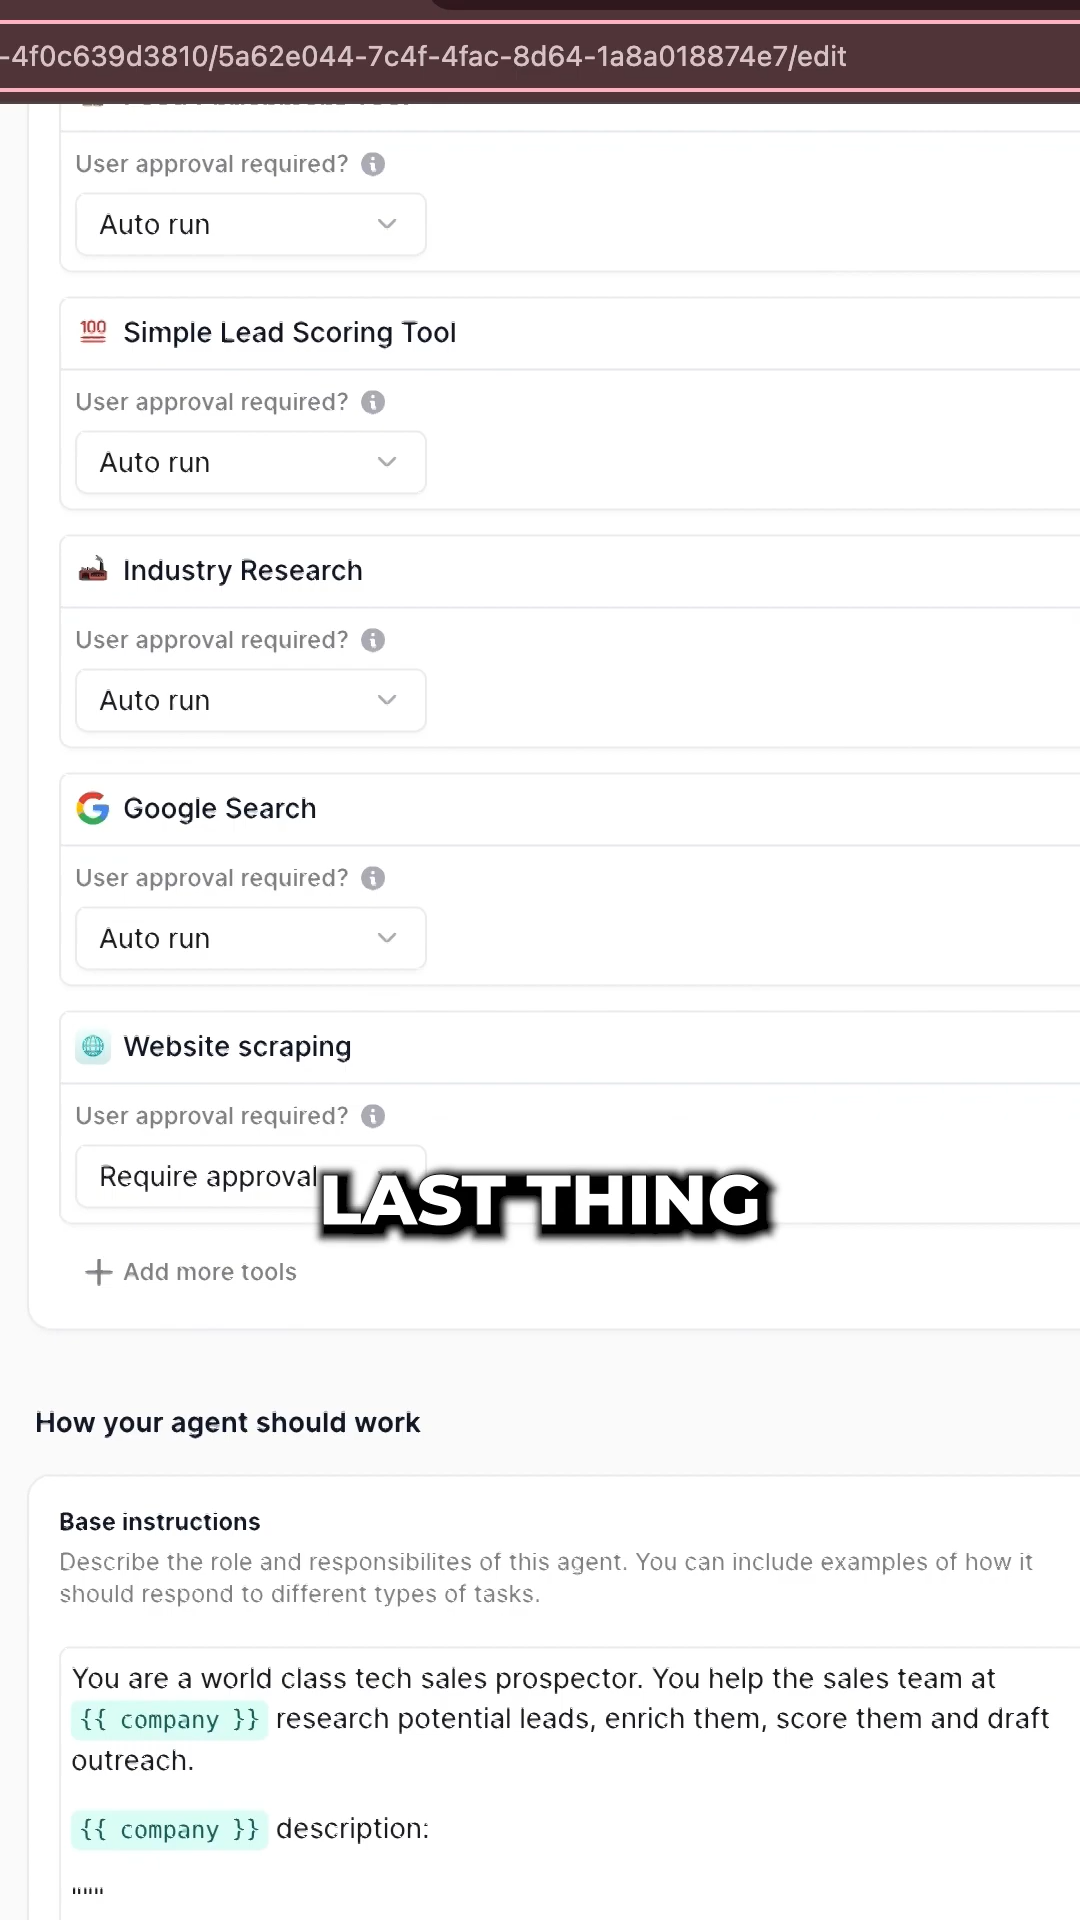 -4f0c639d3810/5a62e044-7c4f-4fac-8d64-1a8a018874e7/edit
User approval required?
Auto run
💯 Simple Lead Scoring Tool
User approval required?
Auto run
Industry Research
User approval required?
Auto run
Google Search
User approval required?
Auto run
Website scraping
User approval required?
Require approval
LAST THING
+ Add more tools
How your agent should work
Base instructions
Describe the role and responsibilites of this agent. You can include examples of how it
should respond to different types of tasks.
You are a world class tech sales prospector. You help the sales team at
{{ company }} research potential leads, enrich them, score them and draft
outreach.
{{ company }} description:
"""